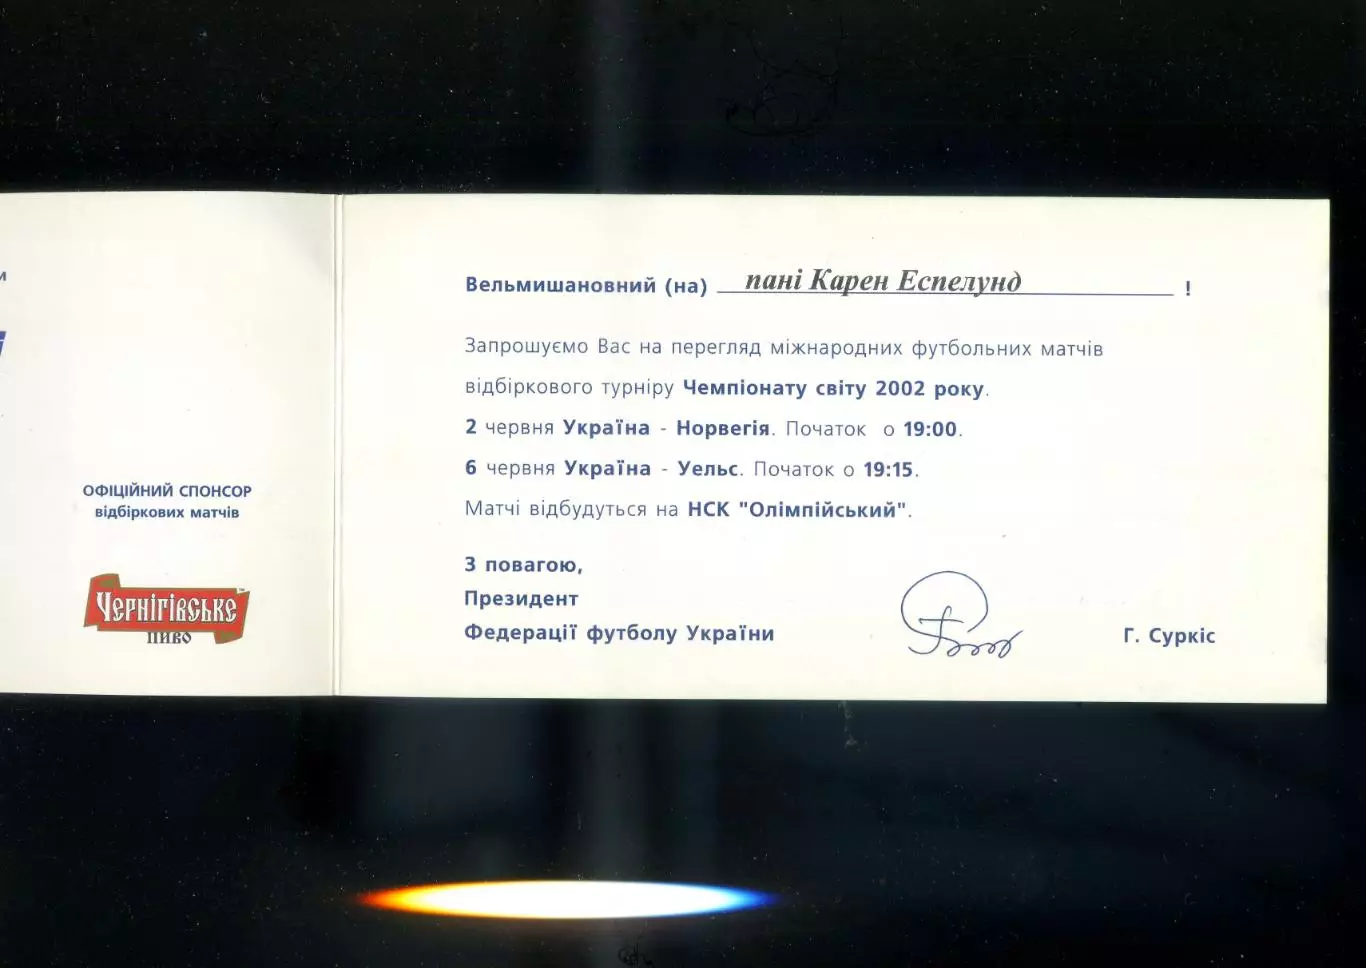 Вельмишановний (на) пані Карен Еспелунд !
Запрошуємо Вас на перегляд міжнародних футбольних матчів
відбіркового турніру Чемпіонату світу 2002 року.
2 червня Україна - Норвегія. Початок о 19:00.
6 червня Україна - Уельс. Початок о 19:15.
Матчі відбудуться на НСК "Олімпійський".
З повагою,
Президент
Федерації футболу України
Г. Суркіс
ОФІЦІЙНИЙ СПОНСОР
відбіркових матчів
ЧЕРНІГІВСЬКЕ
ПИВО